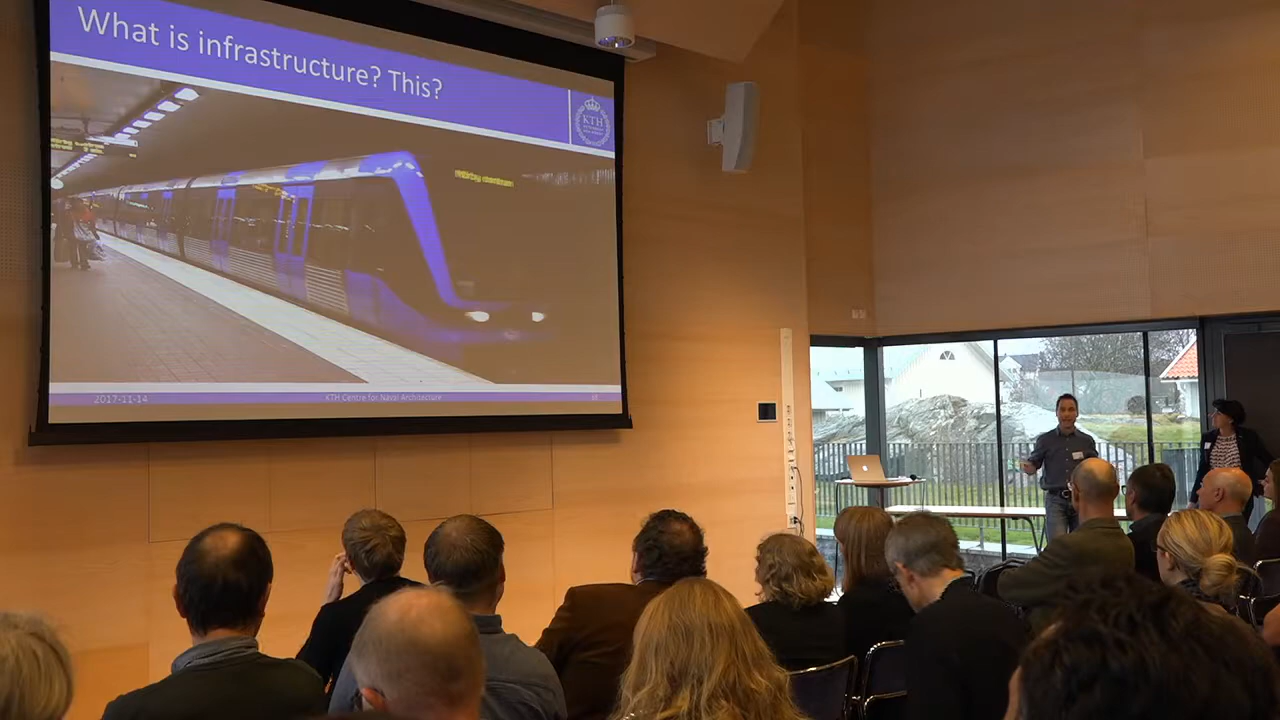 What is infrastructure? This?
KTH
2017-11-14
KTH Centre for Naval Architecture